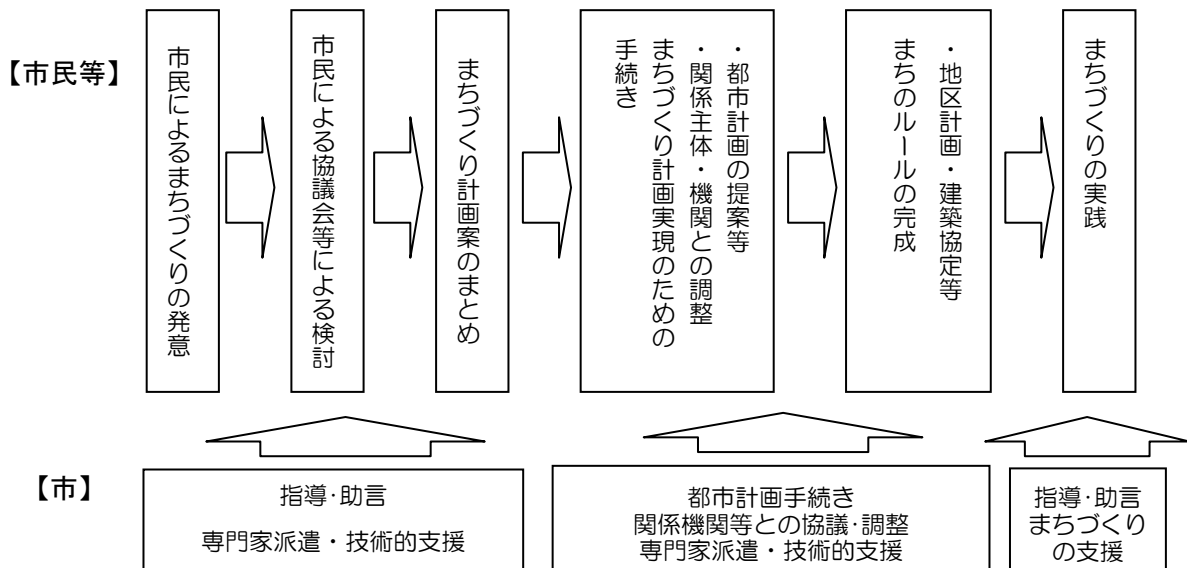 【市民等】
市民によるまちづくりの発意
市民による協議会等による検討
まちづくり計画案のまとめ
まちづくり計画実現のための
手続き
・関係主体・機関との調整
・都市計画の提案等
まちのルールの完成
・地区計画・建築協定等
まちづくりの実践
【市】
指導・助言
専門家派遣・技術的支援
都市計画手続き
関係機関等との協議・調整
専門家派遣・技術的支援
指導・助言
まちづくり
の支援